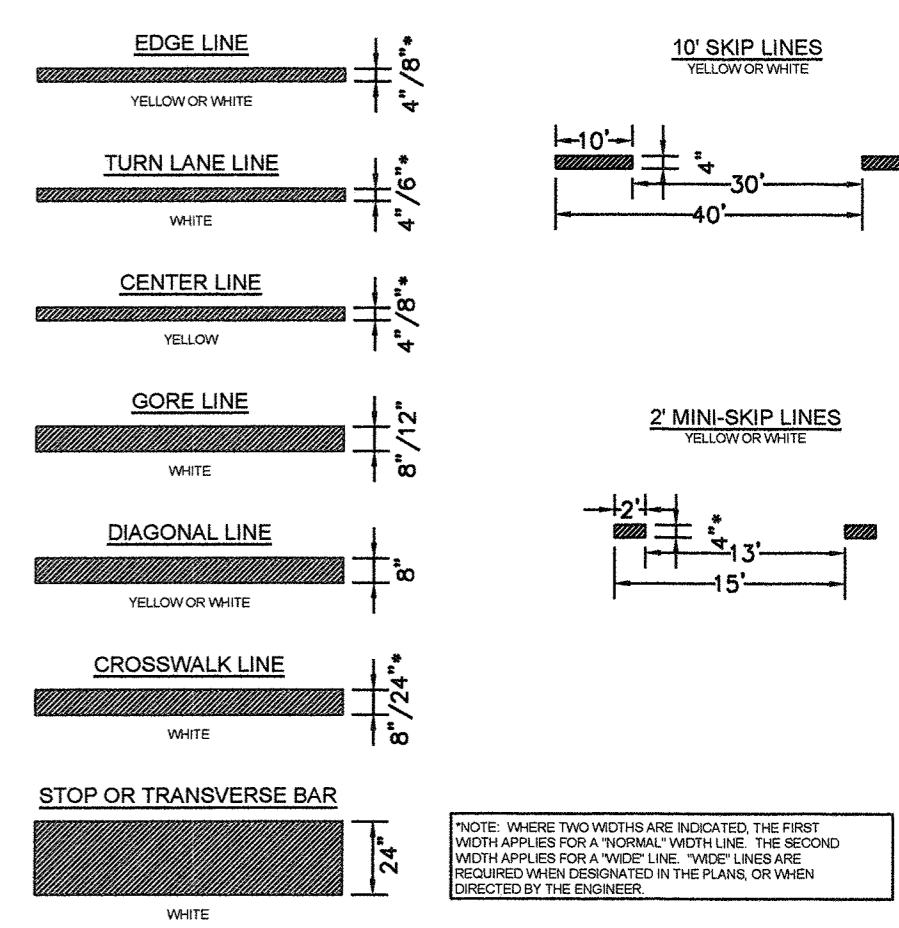 EDGE LINE
4"/8"*
YELLOW OR WHITE
TURN LANE LINE
4"/6"*
WHITE
CENTER LINE
4"/8"*
YELLOW
GORE LINE
8"/12"
WHITE
DIAGONAL LINE
8"
YELLOW OR WHITE
CROSSWALK LINE
8"/24"*
WHITE
STOP OR TRANSVERSE BAR
24"
WHITE
10' SKIP LINES
YELLOW OR WHITE
10'
4"
30'
40'
2' MINI-SKIP LINES
YELLOW OR WHITE
2'
4"*
13'
15'
*NOTE: WHERE TWO WIDTHS ARE INDICATED, THE FIRST
WIDTH APPLIES FOR A "NORMAL" WIDTH LINE. THE SECOND
WIDTH APPLIES FOR A "WIDE" LINE. "WIDE" LINES ARE
REQUIRED WHEN DESIGNATED IN THE PLANS, OR WHEN
DIRECTED BY THE ENGINEER.